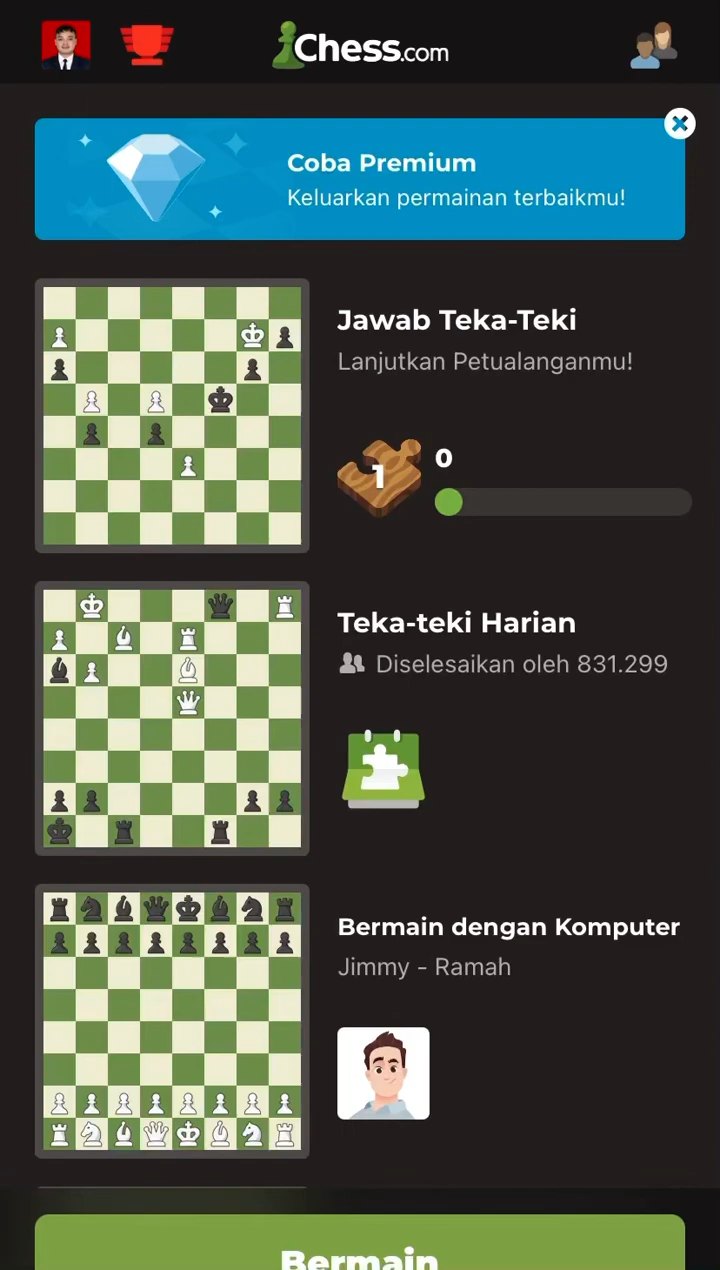 Chess.com
Coba Premium
Keluarkan permainan terbaikmu!
Jawab Teka-Teki
Lanjutkan Petualanganmu!
1
0
Teka-teki Harian
Diselesaikan oleh 831.299
Bermain dengan Komputer
Jimmy - Ramah
Bermain